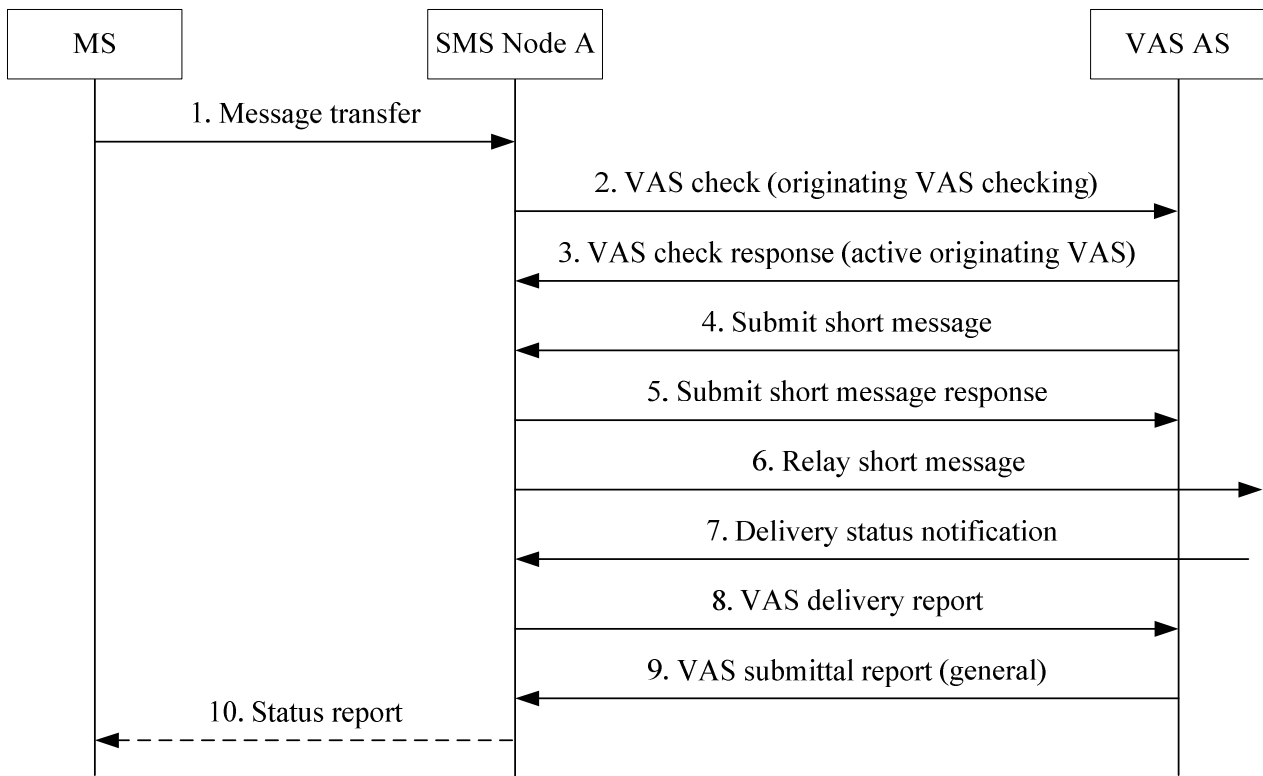 MS
SMS Node A
VAS AS
1. Message transfer
2. VAS check (originating VAS checking)
3. VAS check response (active originating VAS)
4. Submit short message
5. Submit short message response
6. Relay short message
7. Delivery status notification
8. VAS delivery report
9. VAS submittal report (general)
10. Status report